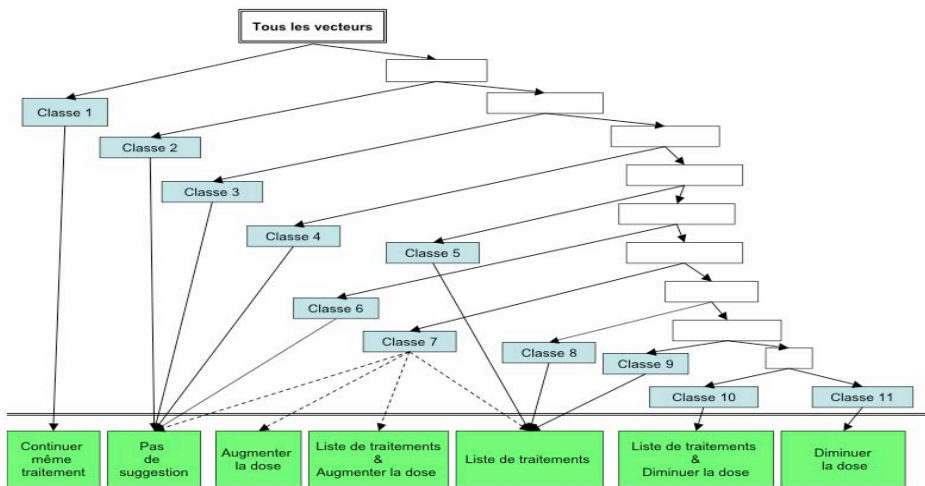 Tous les vecteurs
Classe 1
Classe 2
Classe 3
Classe 4
Classe 5
Classe 6
Classe 7
Classe 8
Classe 9
Classe 10
Classe 11
Continuer
même
traitement
Pas
de
suggestion
Augmenter
la dose
Liste de traitements
&
Augmenter la dose
Liste de traitements
Liste de traitements
&
Diminuer la dose
Diminuer
la dose